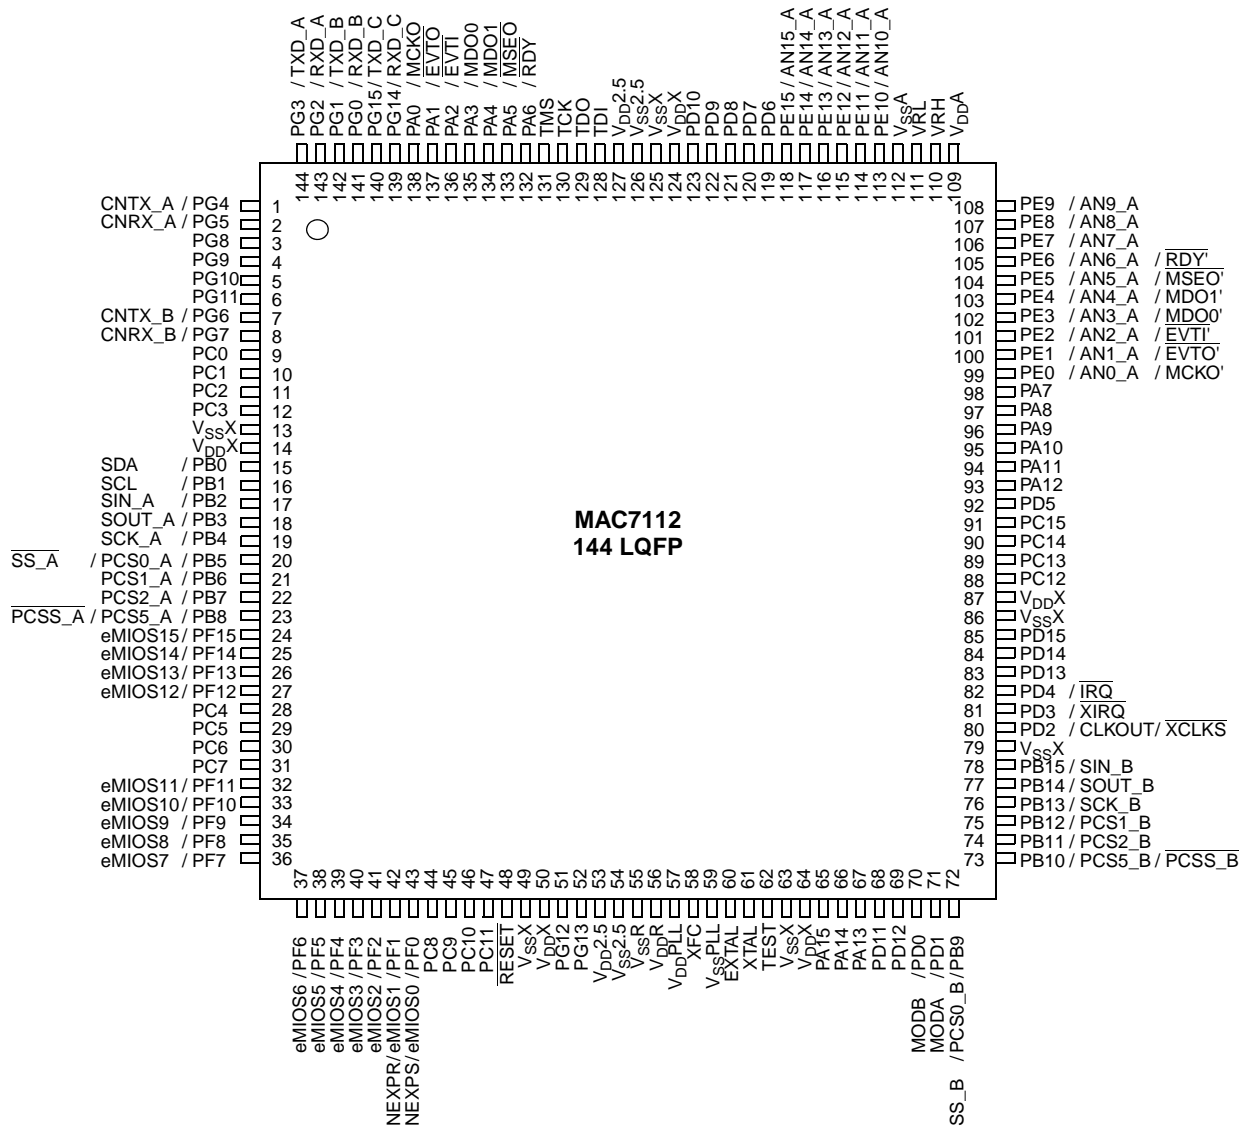 PG3 / TXD_A
PG2 / RXD_A
PG1 / TXD_B
PG0 / RXD_B
PG15 / TXD_C
PG14 / RXD_C
PA0 / MCKO
PA1 / EVTO
PA2 / EVTI
PA3 / MDO0
PA4 / MDO1
PA5 / MSEO
PA6 / RDY
TMS
TCK
TDO
TDI
VDD2.5
VSS2.5
VSSX
VDDX
PD10
PD9
PD8
PD7
PD6
PE15 / AN15_A
PE14 / AN14_A
PE13 / AN13_A
PE12 / AN12_A
PE11 / AN11_A
PE10 / AN10_A
VSSA
VRL
VRH
VDDA
144 143 142 141 140 139 138 137 136 135 134 133 132 131 130 129 128 127 126 125 124 123 122 121 120 119 118 117 116 115 114 113 112 111 110 109
CNTX_A / PG4 1
CNRX_A / PG5 2
PG8 3
PG9 4
PG10 5
PG11 6
CNTX_B / PG6 7
CNRX_B / PG7 8
PC0 9
PC1 10
PC2 11
PC3 12
VSSX 13
VDDX 14
SDA / PB0 15
SCL / PB1 16
SIN_A / PB2 17
SOUT_A / PB3 18
SCK_A / PB4 19
SS_A / PCS0_A / PB5 20
PCS1_A / PB6 21
PCS2_A / PB7 22
PCSS_A / PCS5_A / PB8 23
eMIOS15 / PF15 24
eMIOS14 / PF14 25
eMIOS13 / PF13 26
eMIOS12 / PF12 27
PC4 28
PC5 29
PC6 30
PC7 31
eMIOS11 / PF11 32
eMIOS10 / PF10 33
eMIOS9 / PF9 34
eMIOS8 / PF8 35
eMIOS7 / PF7 36
MAC7112
144 LQFP
108 PE9 / AN9_A
107 PE8 / AN8_A
106 PE7 / AN7_A
105 PE6 / AN6_A / RDY'
104 PE5 / AN5_A / MSEO'
103 PE4 / AN4_A / MDO1'
102 PE3 / AN3_A / MDO0'
101 PE2 / AN2_A / EVTI'
100 PE1 / AN1_A / EVTO'
99 PE0 / AN0_A / MCKO'
98 PA7
97 PA8
96 PA9
95 PA10
94 PA11
93 PA12
92 PD5
91 PC15
90 PC14
89 PC13
88 PC12
87 VDDX
86 VSSX
85 PD15
84 PD14
83 PD13
82 PD4 / IRQ
81 PD3 / XIRQ
80 PD2 / CLKOUT / XCLKS
79 VSSX
78 PB15 / SIN_B
77 PB14 / SOUT_B
76 PB13 / SCK_B
75 PB12 / PCS1_B
74 PB11 / PCS2_B
73 PB10 / PCS5_B / PCSS_B
37 38 39 40 41 42 43 44 45 46 47 48 49 50 51 52 53 54 55 56 57 58 59 60 61 62 63 64 65 66 67 68 69 70 71 72
eMIOS6 / PF6
eMIOS5 / PF5
eMIOS4 / PF4
eMIOS3 / PF3
eMIOS2 / PF2
NEXPR / eMIOS1 / PF1
NEXPS / eMIOS0 / PF0
PC8
PC9
PC10
PC11
RESET
VSSX
VDDX
PG12
PG13
VDD2.5
VSS2.5
VSSR
VDDR
VDDPLL
XFC
VSSPLL
EXTAL
XTAL
TEST
VSSX
VDDX
PA15
PA14
PA13
PD11
PD12
MODB / PD0
MODA / PD1
SS_B / PCS0_B / PB9